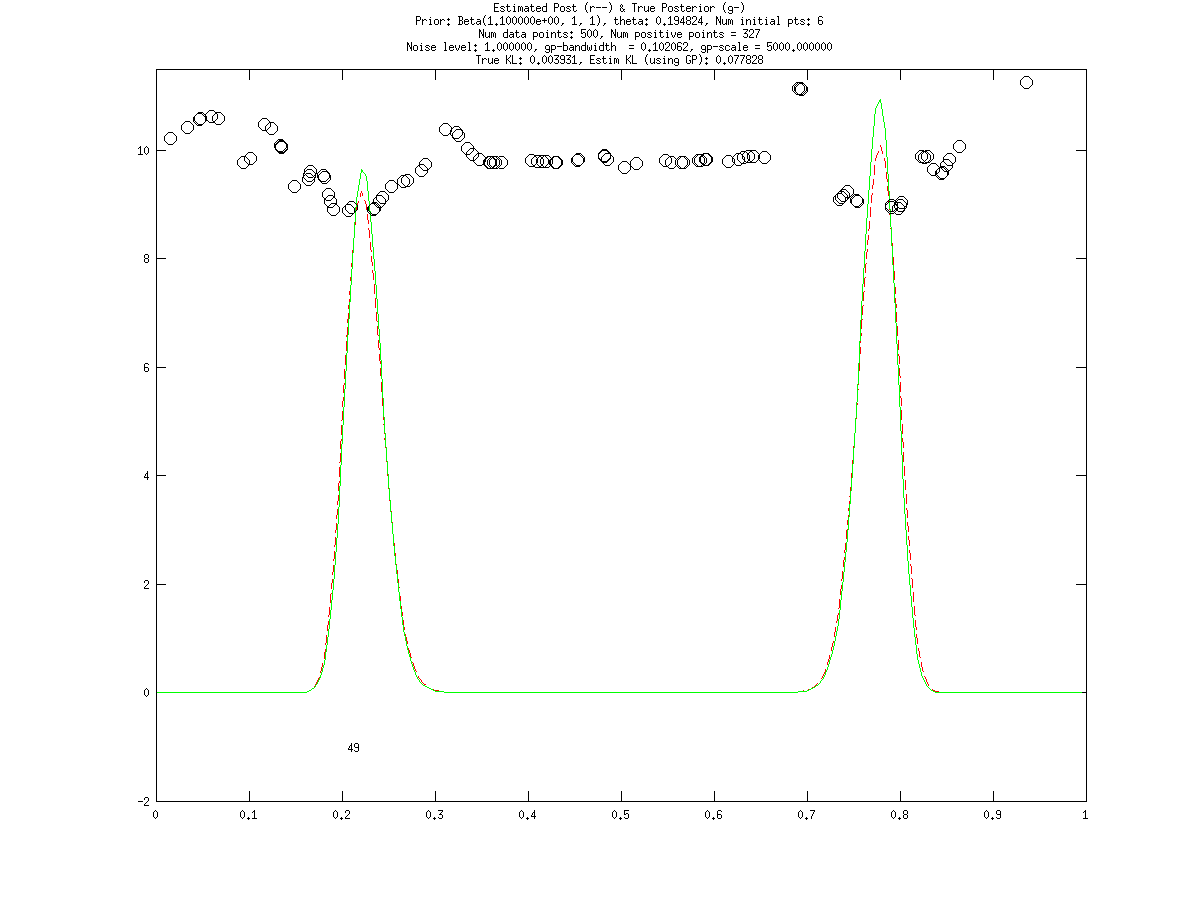 Estimated Post (r--) & True Posterior (g-)
Prior: Beta(1.100000e+00, 1, 1), theta: 0.194824, Num initial pts: 6
Num data points: 500, Num positive points = 327
Noise level: 1.000000, gp-bandwidth  = 0.102062, gp-scale = 5000.000000
True KL: 0.003931, Estim KL (using GP): 0.077828
10
8
6
4
2
0
49
-2
0 0.1 0.2 0.3 0.4 0.5 0.6 0.7 0.8 0.9 1